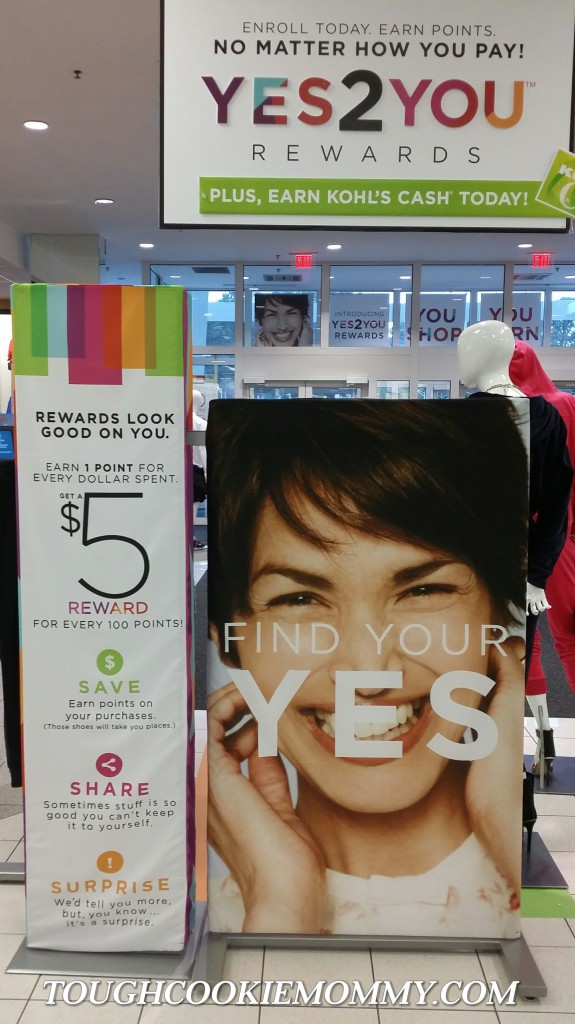 ENROLL TODAY. EARN POINTS.
NO MATTER HOW YOU PAY!
YES2YOU™
REWARDS
PLUS, EARN KOHL'S CASH® TODAY!
EXIT
EXIT
INTRODUCING
YES2YOU
REWARDS
YOU
SHOP
YOU
REWARDS LOOK
GOOD ON YOU.
EARN 1 POINT FOR
EVERY DOLLAR SPENT.
GET A
$5
REWARD
FOR EVERY 100 POINTS!
$
SAVE
Earn points on
your purchases.
(Those shoes will take you places.)
SHARE
Sometimes stuff is so
good you can't keep
it to yourself.
!
SURPRISE
We'd tell you more,
but, you know...
it's a surprise.
FIND YOUR
YES
TOUGHCOOKIEMOMMY.COM